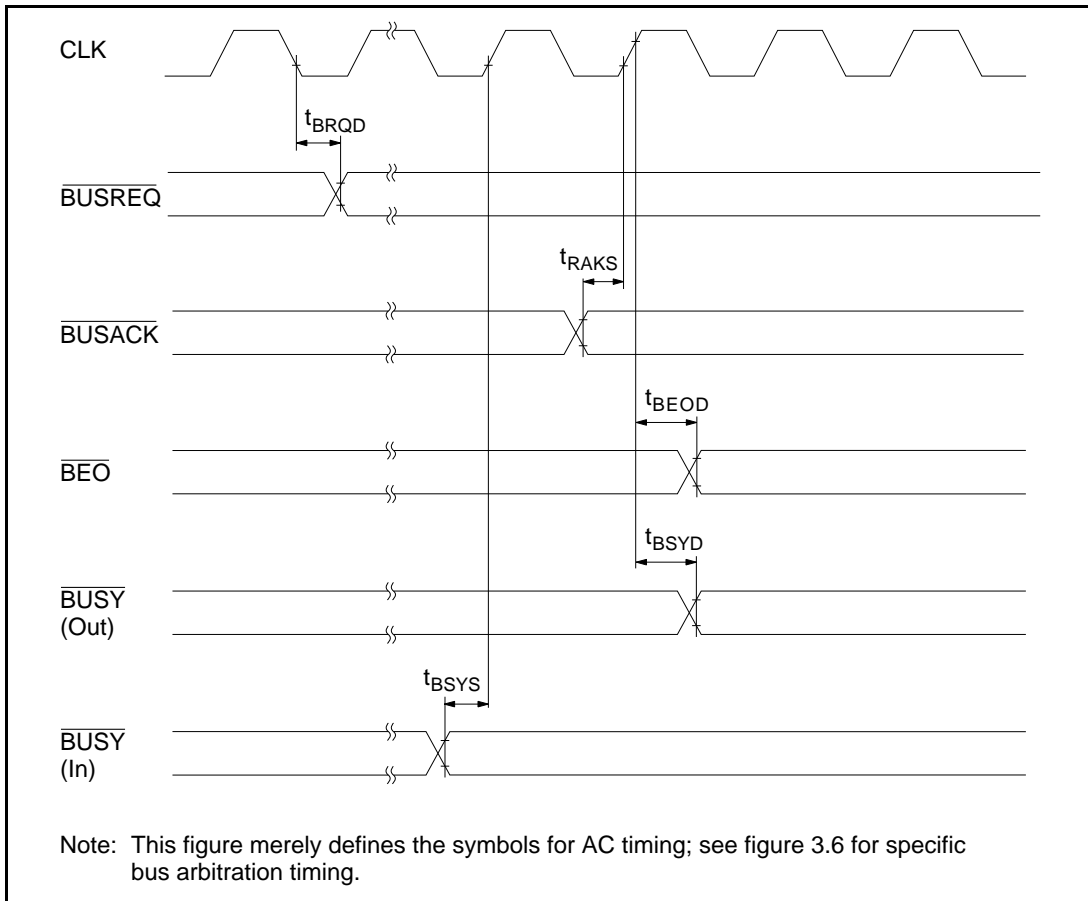 CLK
tBRQD
BUSREQ
tRAKS
BUSACK
tBEOD
BEO
tBSYD
BUSY
(Out)
tBSYS
BUSY
(In)
Note: This figure merely defines the symbols for AC timing; see figure 3.6 for specific
bus arbitration timing.